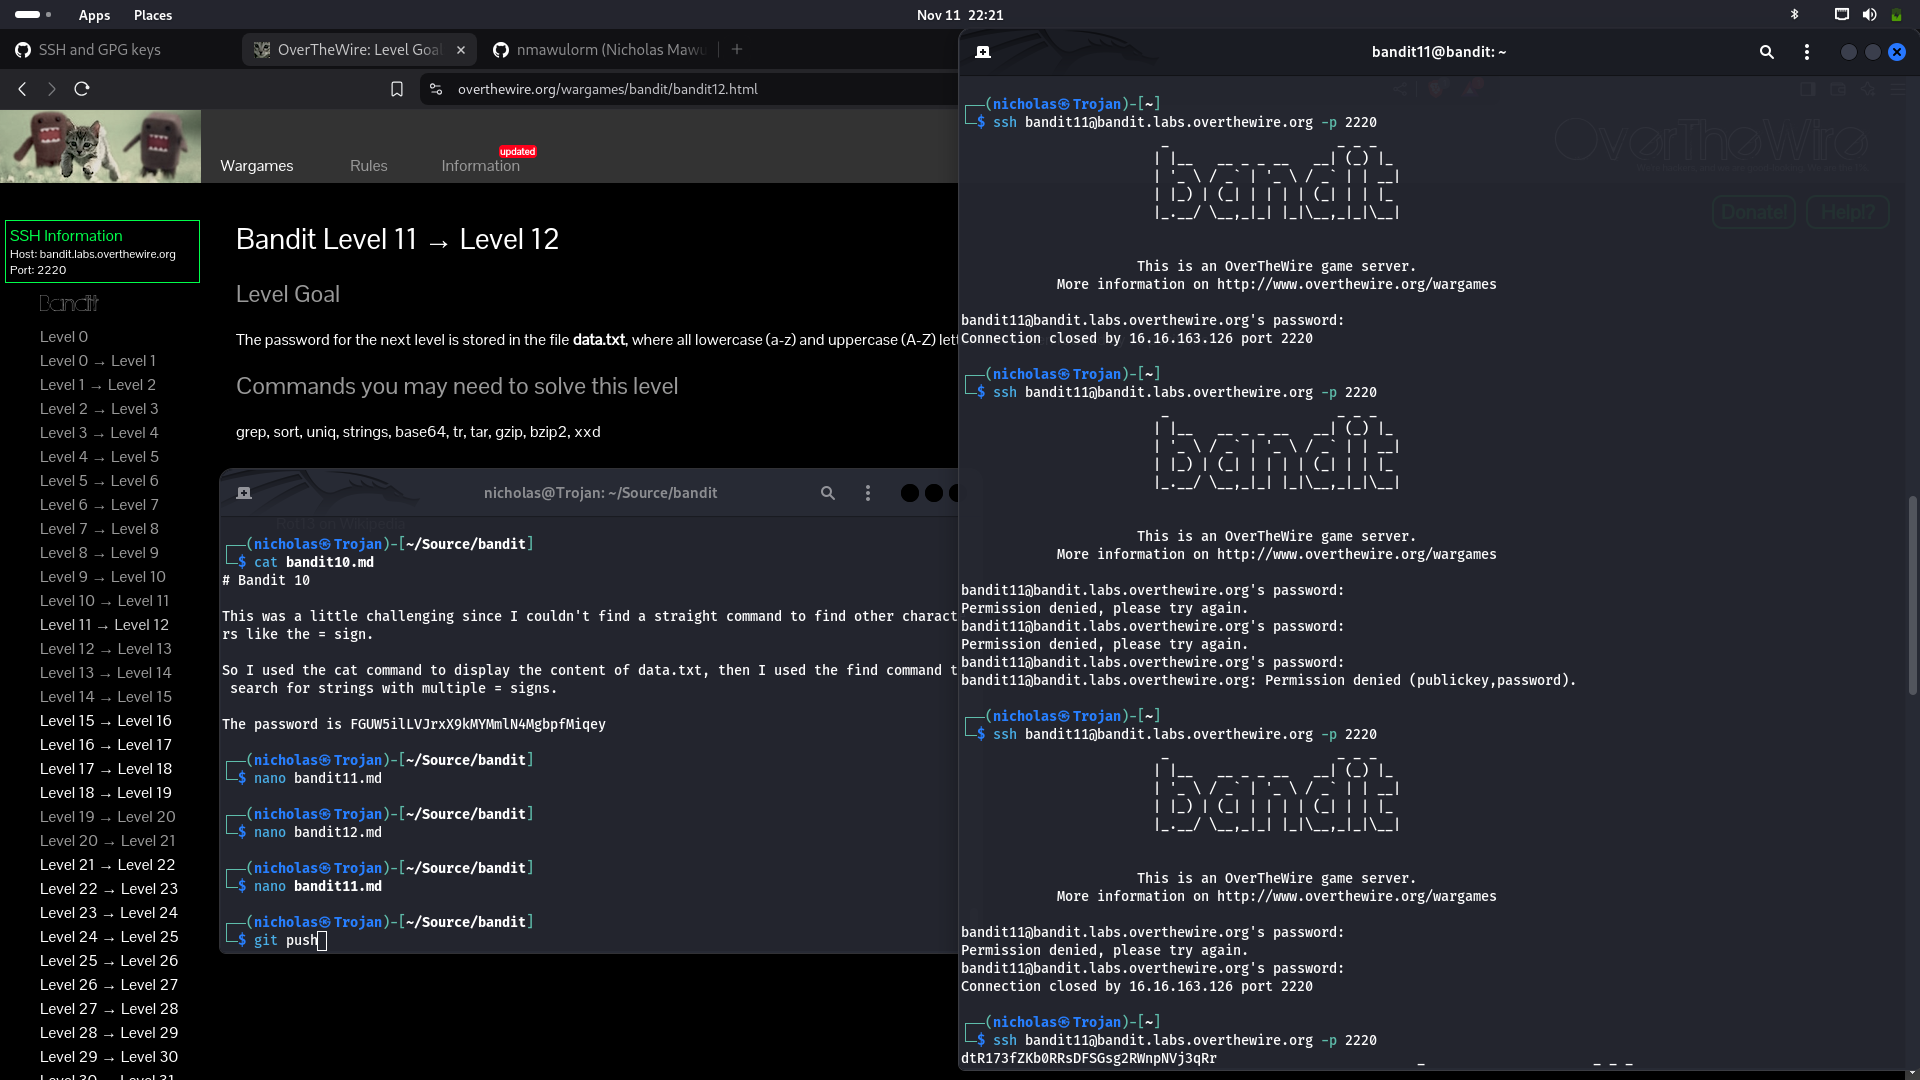 Apps Places Nov 11 22:21
SSH and GPG keys
OverTheWire: Level Goal
nmawulorm (Nicholas Mawu
overthewire.org/wargames/bandit/bandit12.html
Wargames
Rules
Information
updated
SSH Information
Host: bandit.labs.overthewire.org
Port: 2220
Bandit
Level 0
Level 0 → Level 1
Level 1 → Level 2
Level 2 → Level 3
Level 3 → Level 4
Level 4 → Level 5
Level 5 → Level 6
Level 6 → Level 7
Level 7 → Level 8
Level 8 → Level 9
Level 9 → Level 10
Level 10 → Level 11
Level 11 → Level 12
Level 12 → Level 13
Level 13 → Level 14
Level 14 → Level 15
Level 15 → Level 16
Level 16 → Level 17
Level 17 → Level 18
Level 18 → Level 19
Level 19 → Level 20
Level 20 → Level 21
Level 21 → Level 22
Level 22 → Level 23
Level 23 → Level 24
Level 24 → Level 25
Level 25 → Level 26
Level 26 → Level 27
Level 27 → Level 28
Level 28 → Level 29
Level 29 → Level 30
Level 30 → Level 31
Bandit Level 11 → Level 12
Level Goal
The password for the next level is stored in the file data.txt, where all lowercase (a-z) and uppercase (A-Z) lett
Commands you may need to solve this level
grep, sort, uniq, strings, base64, tr, tar, gzip, bzip2, xxd
Rot13 on Wikipedia
nicholas@Trojan: ~/Source/bandit
┌──(nicholas㉿Trojan)-[~/Source/bandit]
└─$ cat bandit10.md
# Bandit 10
This was a little challenging since I couldn't find a straight command to find other charact
rs like the = sign.
So I used the cat command to display the content of data.txt, then I used the find command t
search for strings with multiple = signs.
The password is FGUW5ilLVJrxX9kMYMmlN4MgbpfMiqey
┌──(nicholas㉿Trojan)-[~/Source/bandit]
└─$ nano bandit11.md
┌──(nicholas㉿Trojan)-[~/Source/bandit]
└─$ nano bandit12.md
┌──(nicholas㉿Trojan)-[~/Source/bandit]
└─$ nano bandit11.md
┌──(nicholas㉿Trojan)-[~/Source/bandit]
└─$ git push
bandit11@bandit: ~
OverTheWire
Donate!
Help!?
┌──(nicholas㉿Trojan)-[~]
└─$ ssh bandit11@bandit.labs.overthewire.org -p 2220
bandit
This is an OverTheWire game server.
More information on http://www.overthewire.org/wargames
bandit11@bandit.labs.overthewire.org's password:
Connection closed by 16.16.163.126 port 2220
┌──(nicholas㉿Trojan)-[~]
└─$ ssh bandit11@bandit.labs.overthewire.org -p 2220
bandit
This is an OverTheWire game server.
More information on http://www.overthewire.org/wargames
bandit11@bandit.labs.overthewire.org's password:
Permission denied, please try again.
bandit11@bandit.labs.overthewire.org's password:
Permission denied, please try again.
bandit11@bandit.labs.overthewire.org's password:
bandit11@bandit.labs.overthewire.org: Permission denied (publickey,password).
┌──(nicholas㉿Trojan)-[~]
└─$ ssh bandit11@bandit.labs.overthewire.org -p 2220
bandit
This is an OverTheWire game server.
More information on http://www.overthewire.org/wargames
bandit11@bandit.labs.overthewire.org's password:
Permission denied, please try again.
bandit11@bandit.labs.overthewire.org's password:
Connection closed by 16.16.163.126 port 2220
┌──(nicholas㉿Trojan)-[~]
└─$ ssh bandit11@bandit.labs.overthewire.org -p 2220
dtR173fZKb0RRsDFSGsg2RWnpNVj3qRr